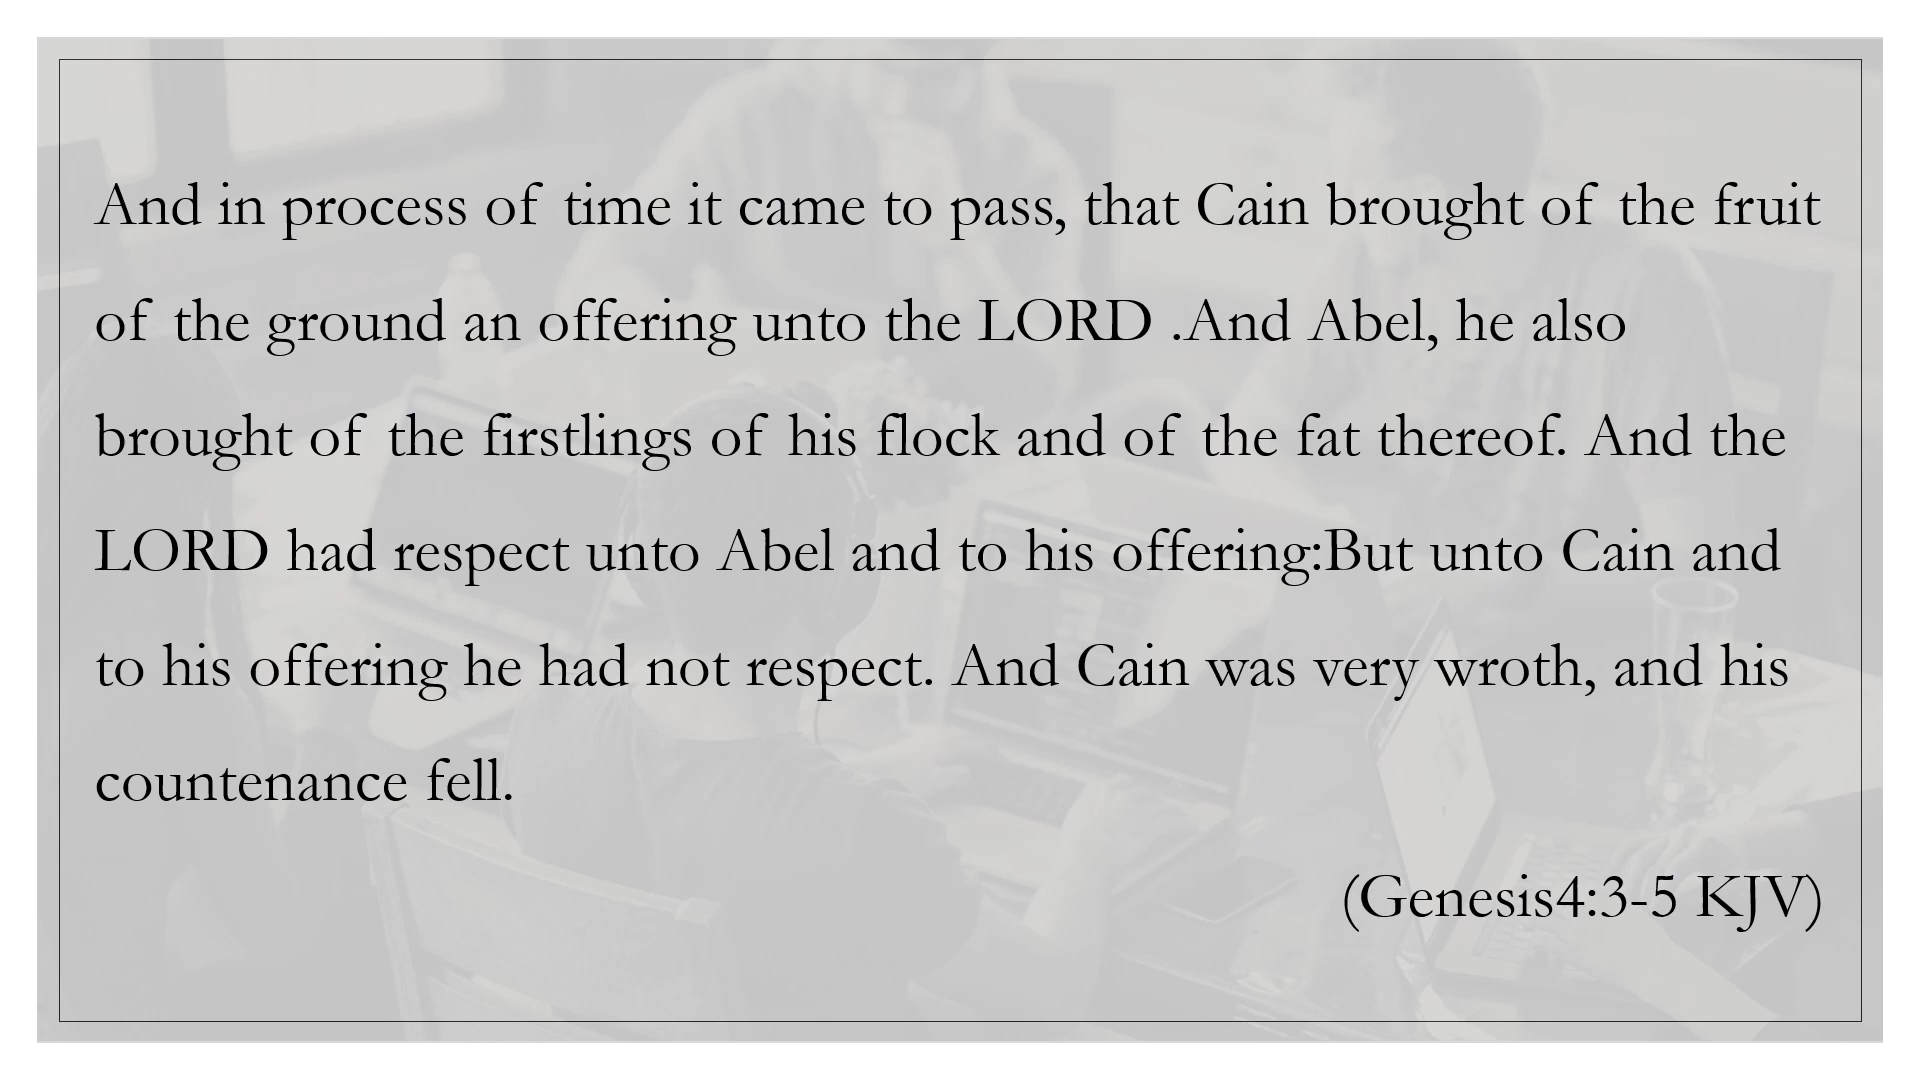 And in process of time it came to pass, that Cain brought of the fruit
of the ground an offering unto the LORD .And Abel, he also
brought of the firstlings of his flock and of the fat thereof. And the
LORD had respect unto Abel and to his offering:But unto Cain and
to his offering he had not respect. And Cain was very wroth, and his
countenance fell.
(Genesis4:3-5 KJV)